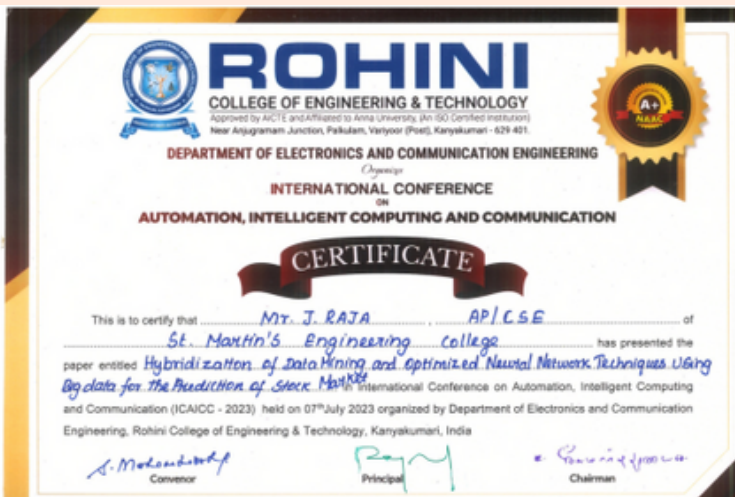 ROHINI
COLLEGE OF ENGINEERING & TECHNOLOGY
Approved by AICTE and Affiliated to Anna University, (An ISO Certified Institution)
Near Anjugramam Junction, Palkulam, Variyoor (Post), Kanyakumari - 629 401.
A+
NAAC
DEPARTMENT OF ELECTRONICS AND COMMUNICATION ENGINEERING
Organize
INTERNATIONAL CONFERENCE
ON
AUTOMATION, INTELLIGENT COMPUTING AND COMMUNICATION
CERTIFICATE
This is to certify that Mr. J. RAJA , AP/CSE of
St. Martin's Engineering college has presented the
paper entitled Hybridization of Data Mining and Optimized Neural Network Techniques Using
Big data for the Prediction of Stock Market in International Conference on Automation, Intelligent Computing
and Communication (ICAICC - 2023) held on 07th July 2023 organized by Department of Electronics and Communication
Engineering, Rohini College of Engineering & Technology, Kanyakumari, India
Convenor Principal Chairman